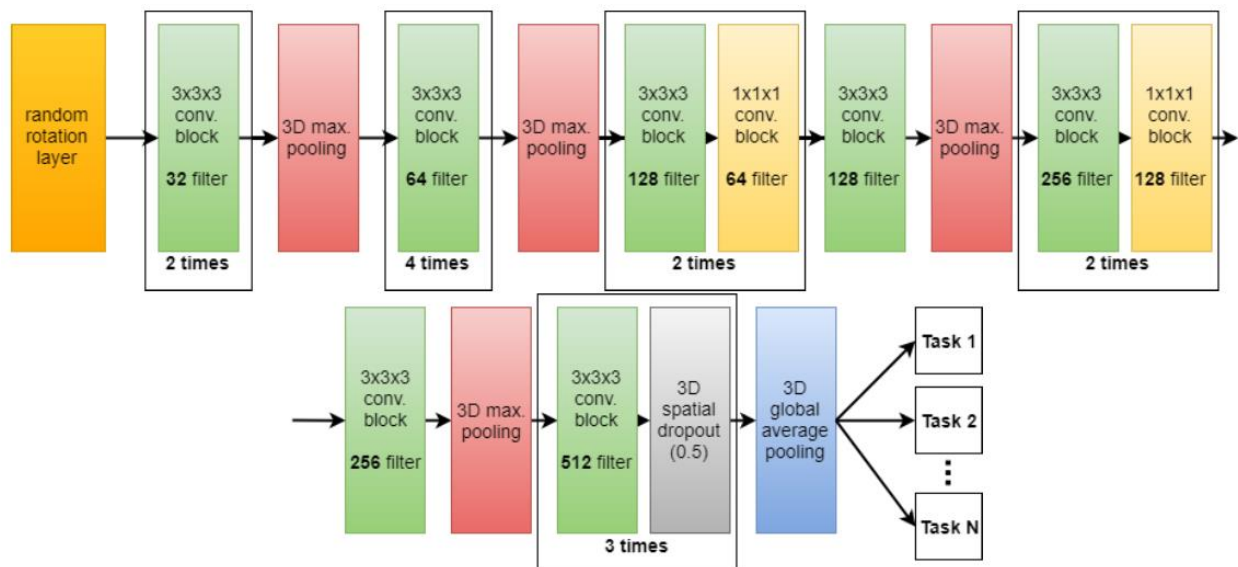 random
rotation
layer
3x3x3
conv.
block
32 filter
2 times
3D max.
pooling
3x3x3
conv.
block
64 filter
4 times
3D max.
pooling
3x3x3
conv.
block
128 filter
1x1x1
conv.
block
64 filter
2 times
3x3x3
conv.
block
128 filter
3D max.
pooling
3x3x3
conv.
block
256 filter
1x1x1
conv.
block
128 filter
2 times
3x3x3
conv.
block
256 filter
3D max.
pooling
3x3x3
conv.
block
512 filter
3D
spatial
dropout
(0.5)
3 times
3D
global
average
pooling
Task 1
Task 2
Task N